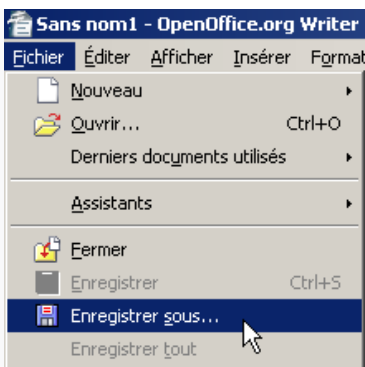 Sans nom1 - OpenOffice.org Writer
Fichier Éditer Afficher Insérer Format
Nouveau
Ouvrir... Ctrl+O
Derniers documents utilisés
Assistants
Fermer
Enregistrer Ctrl+S
Enregistrer sous...
Enregistrer tout